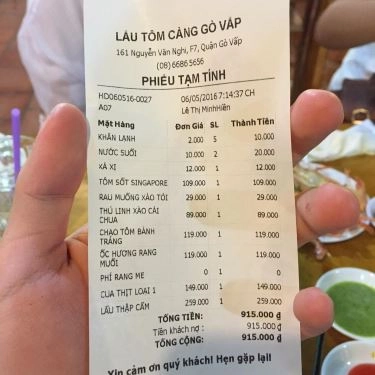 LẨU TÔM CÀNG GÒ VẤP
161 Nguyễn Văn Nghi, F7, Quận Gò Vấp
(08) 6686 5656
PHIẾU TẠM TÍNH
HD060516-0027 06/05/2016 7:14:37 CH
A07 Lê Thị MinhHiền
Mặt Hàng Đơn Giá SL Thành Tiền
KHĂN LẠNH 2.000 5 10.000
NƯỚC SUỐI 10.000 2 20.000
XÁ XỊ 12.000 1 12.000
TÔM SỐT SINGAPORE 109.000 1 109.000
RAU MUỐNG XÀO TỎI 29.000 1 29.000
THÚ LINH XÀO CẢI 89.000 1 89.000
CHUA
CHẠO TÔM BÁNH 119.000 1 119.000
TRÁNG
ỐC HƯƠNG RANG 119.000 1 119.000
MUỐI
PHÍ RANG ME 0 1 0
CUA THỊT LOẠI 1 149.000 1 149.000
LẨU THẬP CẨM 259.000 1 259.000
TỔNG TIỀN: 915.000 ₫
Tiền khách nợ : 915.000 ₫
TỔNG CỘNG: 915.000 ₫
Xin cảm ơn quý khách! Hẹn gặp lại!